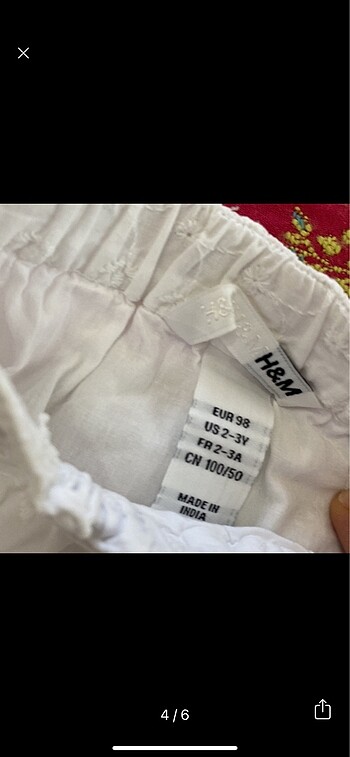 H&M
EUR 98
US 2-3Y
FR 2-3A
CN 100/50
MADE IN
INDIA
4/6